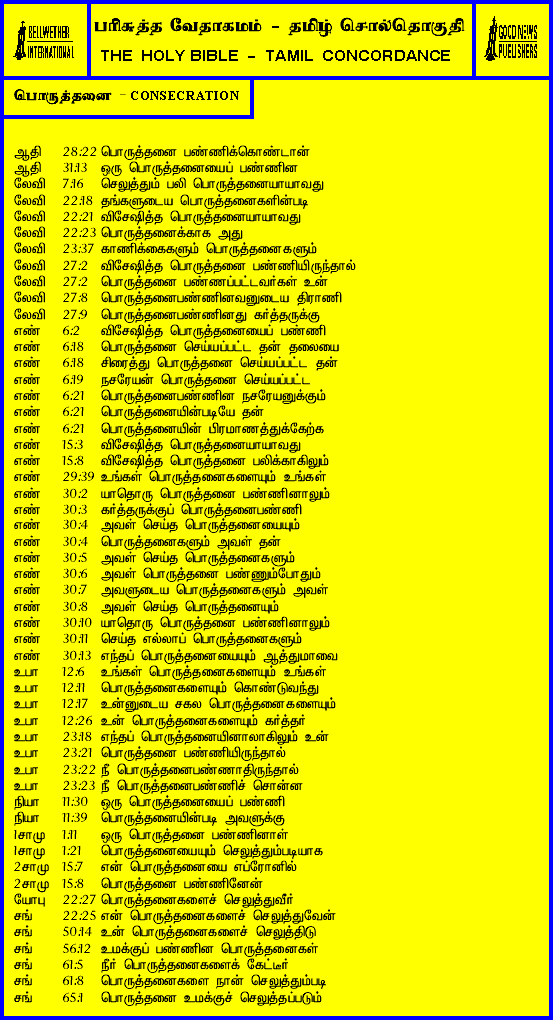 BELLWETHER
INTERNATIONAL
பரிசுத்த வேதாகமம் - தமிழ் சொல்தொகுதி
THE HOLY BIBLE - TAMIL CONCORDANCE
GOOD NEWS
PUBLISHERS
பொருத்தனை - CONSECRATION
ஆதி 28:22 பொருத்தனை பண்ணிக்கொண்டான்
ஆதி 31:13 ஒரு பொருத்தனையைப் பண்ணின
லேவி 7:16 செலுத்தும் பலி பொருத்தனையாயாவது
லேவி 22:18 தங்களுடைய பொருத்தனைகளின்படி
லேவி 22:21 விசேஷித்த பொருத்தனையாயாவது
லேவி 22:23 பொருத்தனைக்காக அது
லேவி 23:37 காணிக்கைகளும் பொருத்தனைகளும்
லேவி 27:2 விசேஷித்த பொருத்தனை பண்ணியிருந்தால்
லேவி 27:2 பொருத்தனை பண்ணப்பட்டவர்கள் உன்
லேவி 27:8 பொருத்தனைபண்ணினவனுடைய திராணி
லேவி 27:9 பொருத்தனைபண்ணினது கர்த்தருக்கு
எண் 6:2 விசேஷித்த பொருத்தனையைப் பண்ணி
எண் 6:18 பொருத்தனை செய்யப்பட்ட தன் தலையை
எண் 6:18 சிரைத்து பொருத்தனை செய்யப்பட்ட தன்
எண் 6:19 நசரேயன் பொருத்தனை செய்யப்பட்ட
எண் 6:21 பொருத்தனைபண்ணின நசரேயனுக்கும்
எண் 6:21 பொருத்தனையின்படியே தன்
எண் 6:21 பொருத்தனையின் பிரமாணத்துக்கேற்க
எண் 15:3 விசேஷித்த பொருத்தனையாயாவது
எண் 15:8 விசேஷித்த பொருத்தனை பலிக்காகிலும்
எண் 29:39 உங்கள் பொருத்தனைகளையும் உங்கள்
எண் 30:2 யாதொரு பொருத்தனை பண்ணினாலும்
எண் 30:3 கர்த்தருக்குப் பொருத்தனைபண்ணி
எண் 30:4 அவள் செய்த பொருத்தனையையும்
எண் 30:4 பொருத்தனைகளும் அவள் தன்
எண் 30:5 அவள் செய்த பொருத்தனைகளும்
எண் 30:6 அவள் பொருத்தனை பண்ணும்போதும்
எண் 30:7 அவளுடைய பொருத்தனைகளும் அவள்
எண் 30:8 அவள் செய்த பொருத்தனையும்
எண் 30:10 யாதொரு பொருத்தனை பண்ணினாலும்
எண் 30:11 செய்த எல்லாப் பொருத்தனைகளும்
எண் 30:13 எந்தப் பொருத்தனையையும் ஆத்துமாவை
உபா 12:6 உங்கள் பொருத்தனைகளையும் உங்கள்
உபா 12:11 பொருத்தனைகளையும் கொண்டுவந்து
உபா 12:17 உன்னுடைய சகல பொருத்தனைகளையும்
உபா 12:26 உன் பொருத்தனைகளையும் கர்த்தர்
உபா 23:18 எந்தப் பொருத்தனையினாலாகிலும் உன்
உபா 23:21 பொருத்தனை பண்ணியிருந்தால்
உபா 23:22 நீ பொருத்தனைபண்ணாதிருந்தால்
உபா 23:23 நீ பொருத்தனைபண்ணிச் சொன்ன
நியா 11:30 ஒரு பொருத்தனையைப் பண்ணி
நியா 11:39 பொருத்தனையின்படி அவளுக்கு
1சாமு 1:11 ஒரு பொருத்தனை பண்ணினாள்
1சாமு 1:21 பொருத்தனையையும் செலுத்தும்படியாக
2சாமு 15:7 என் பொருத்தனையை எப்ரோனில்
2சாமு 15:8 பொருத்தனை பண்ணினேன்
யோபு 22:27 பொருத்தனைகளைச் செலுத்துவீர்
சங் 22:25 என் பொருத்தனைகளைச் செலுத்துவேன்
சங் 50:14 உன் பொருத்தனைகளைச் செலுத்திடு
சங் 56:12 உமக்குப் பண்ணின பொருத்தனைகள்
சங் 61:5 நீர் பொருத்தனைகளைக் கேட்டீர்
சங் 61:8 பொருத்தனைகளை நான் செலுத்தும்படி
சங் 65:1 பொருத்தனை உமக்குச் செலுத்தப்படும்